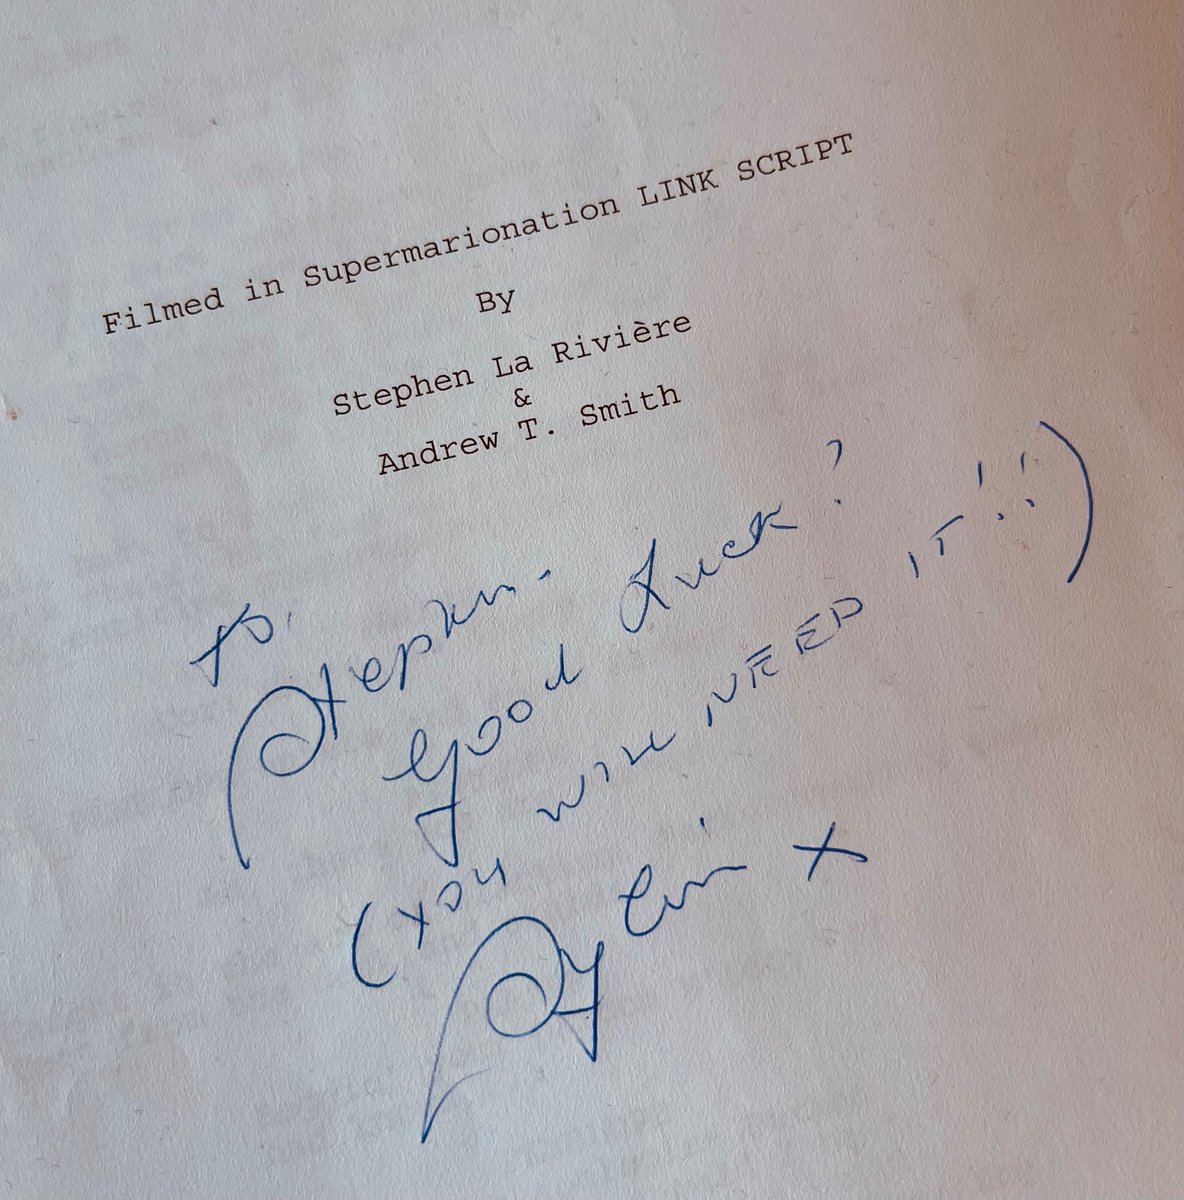 Filmed in Supermarionation LINK SCRIPT
By
Stephen La Rivière
&
Andrew T. Smith
to.
Stephen.
Good Luck?
(YOU WILL NEED IT!!)
Sylvia X